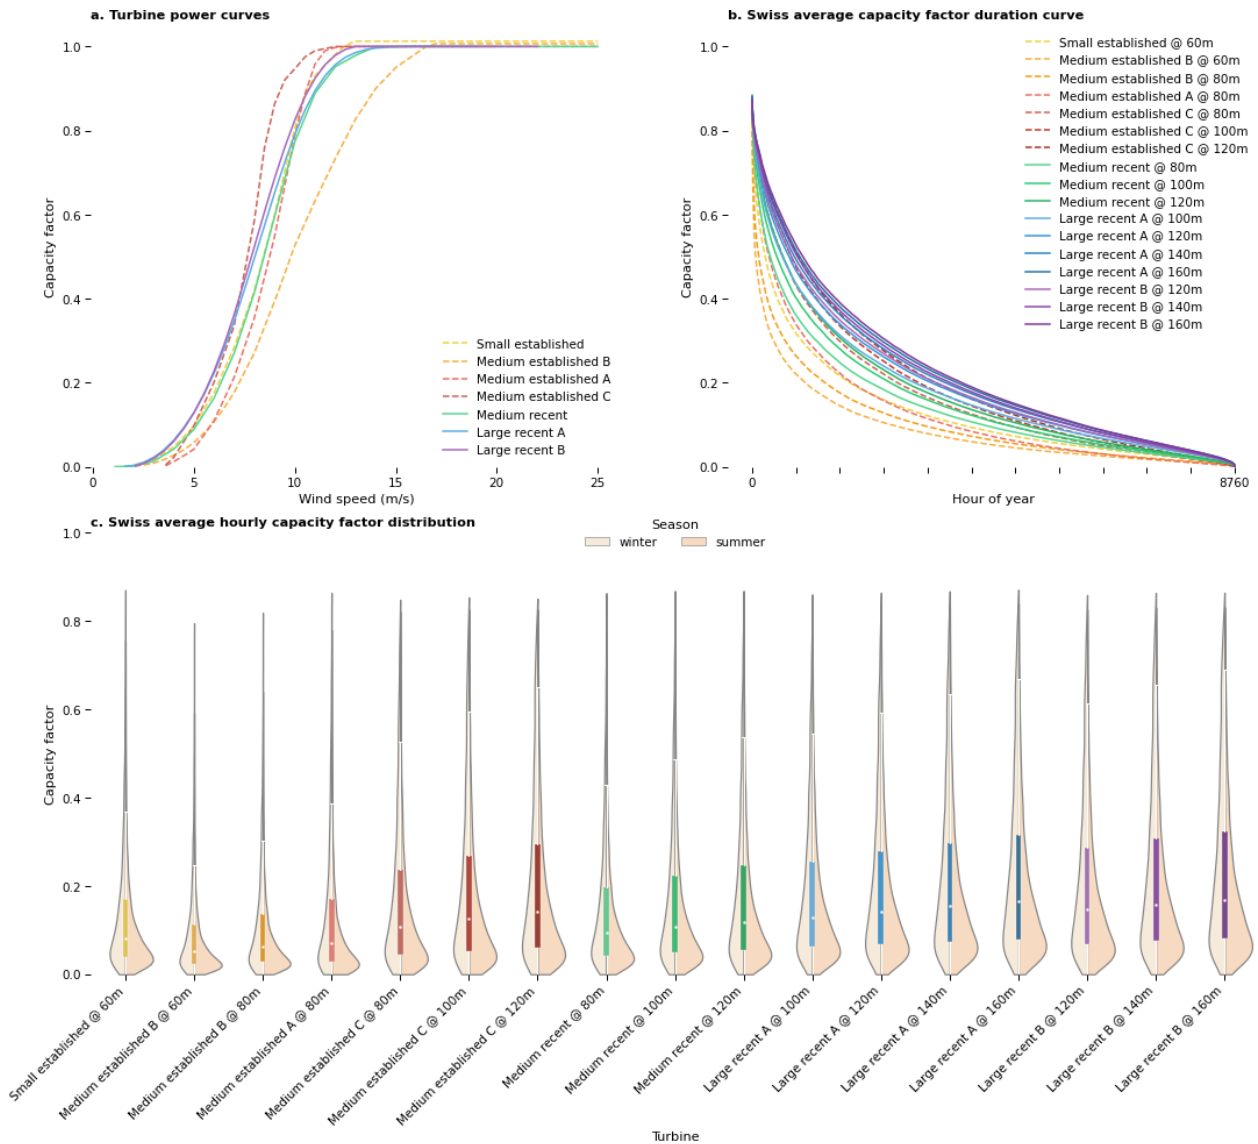 a. Turbine power curves
1.0
0.8
0.6
0.4
0.2
0.0
Capacity factor
0
5
10
15
20
25
Wind speed (m/s)
Small established
Medium established B
Medium established A
Medium established C
Medium recent
Large recent A
Large recent B
b. Swiss average capacity factor duration curve
1.0
0.8
0.6
0.4
0.2
0.0
Capacity factor
0
8760
Hour of year
Small established @ 60m
Medium established B @ 60m
Medium established B @ 80m
Medium established A @ 80m
Medium established C @ 80m
Medium established C @ 100m
Medium established C @ 120m
Medium recent @ 80m
Medium recent @ 100m
Medium recent @ 120m
Large recent A @ 100m
Large recent A @ 120m
Large recent A @ 140m
Large recent A @ 160m
Large recent B @ 120m
Large recent B @ 140m
Large recent B @ 160m
c. Swiss average hourly capacity factor distribution
Season
winter
summer
1.0
0.8
0.6
0.4
0.2
0.0
Capacity factor
Small established @ 60m
Medium established B @ 60m
Medium established B @ 80m
Medium established A @ 80m
Medium established C @ 80m
Medium established C @ 100m
Medium established C @ 120m
Medium recent @ 80m
Medium recent @ 100m
Medium recent @ 120m
Large recent A @ 100m
Large recent A @ 120m
Large recent A @ 140m
Large recent A @ 160m
Large recent B @ 120m
Large recent B @ 140m
Large recent B @ 160m
Turbine